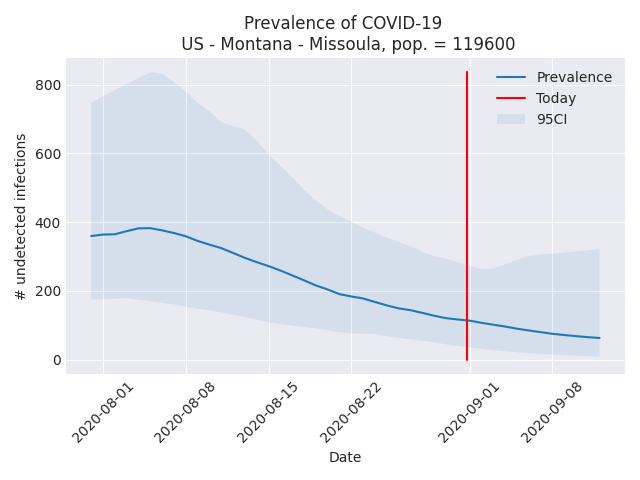 Prevalence of COVID-19
US - Montana - Missoula, pop. = 119600
# undetected infections
800
600
400
200
0
Prevalence
Today
95CI
2020-08-01
2020-08-08
2020-08-15
2020-08-22
2020-09-01
2020-09-08
Date